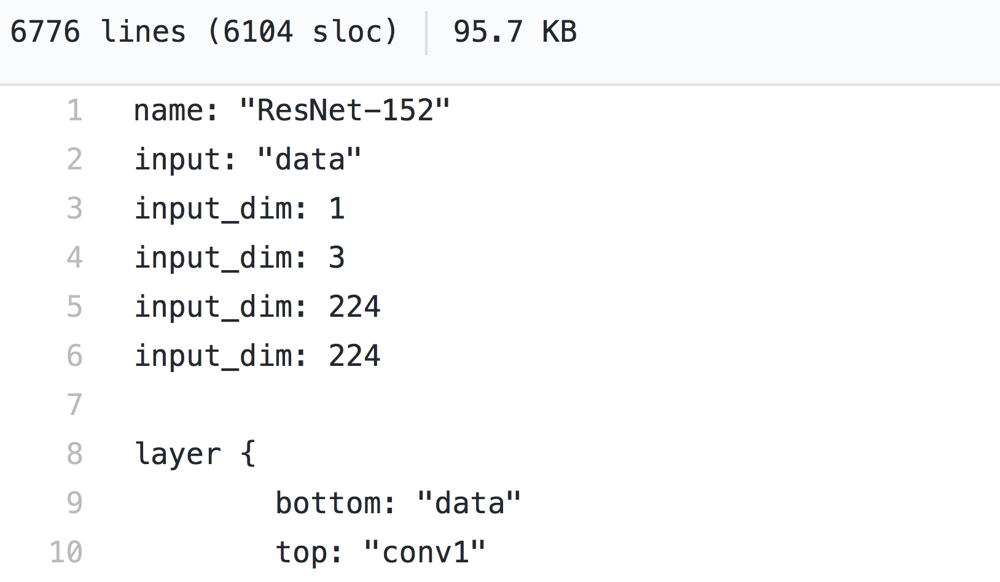 6776 lines (6104 sloc) 95.7 KB
1 name: "ResNet-152"
2 input: "data"
3 input_dim: 1
4 input_dim: 3
5 input_dim: 224
6 input_dim: 224
7
8 layer {
9 bottom: "data"
10 top: "conv1"